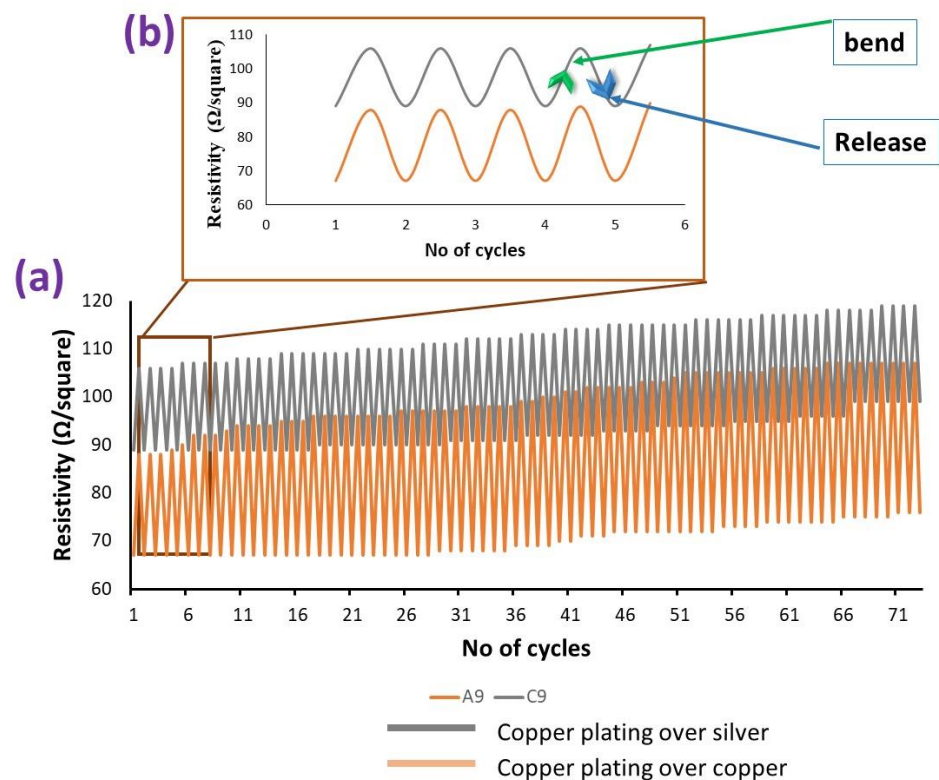 (b)
Resistivity (Ω/square)
110
100
90
80
70
60
0 1 2 3 4 5 6
No of cycles
bend
Release
(a)
Resistivity (Ω/square)
120
110
100
90
80
70
60
1 6 11 16 21 26 31 36 41 46 51 56 61 66 71
No of cycles
A9 C9
Copper plating over silver
Copper plating over copper